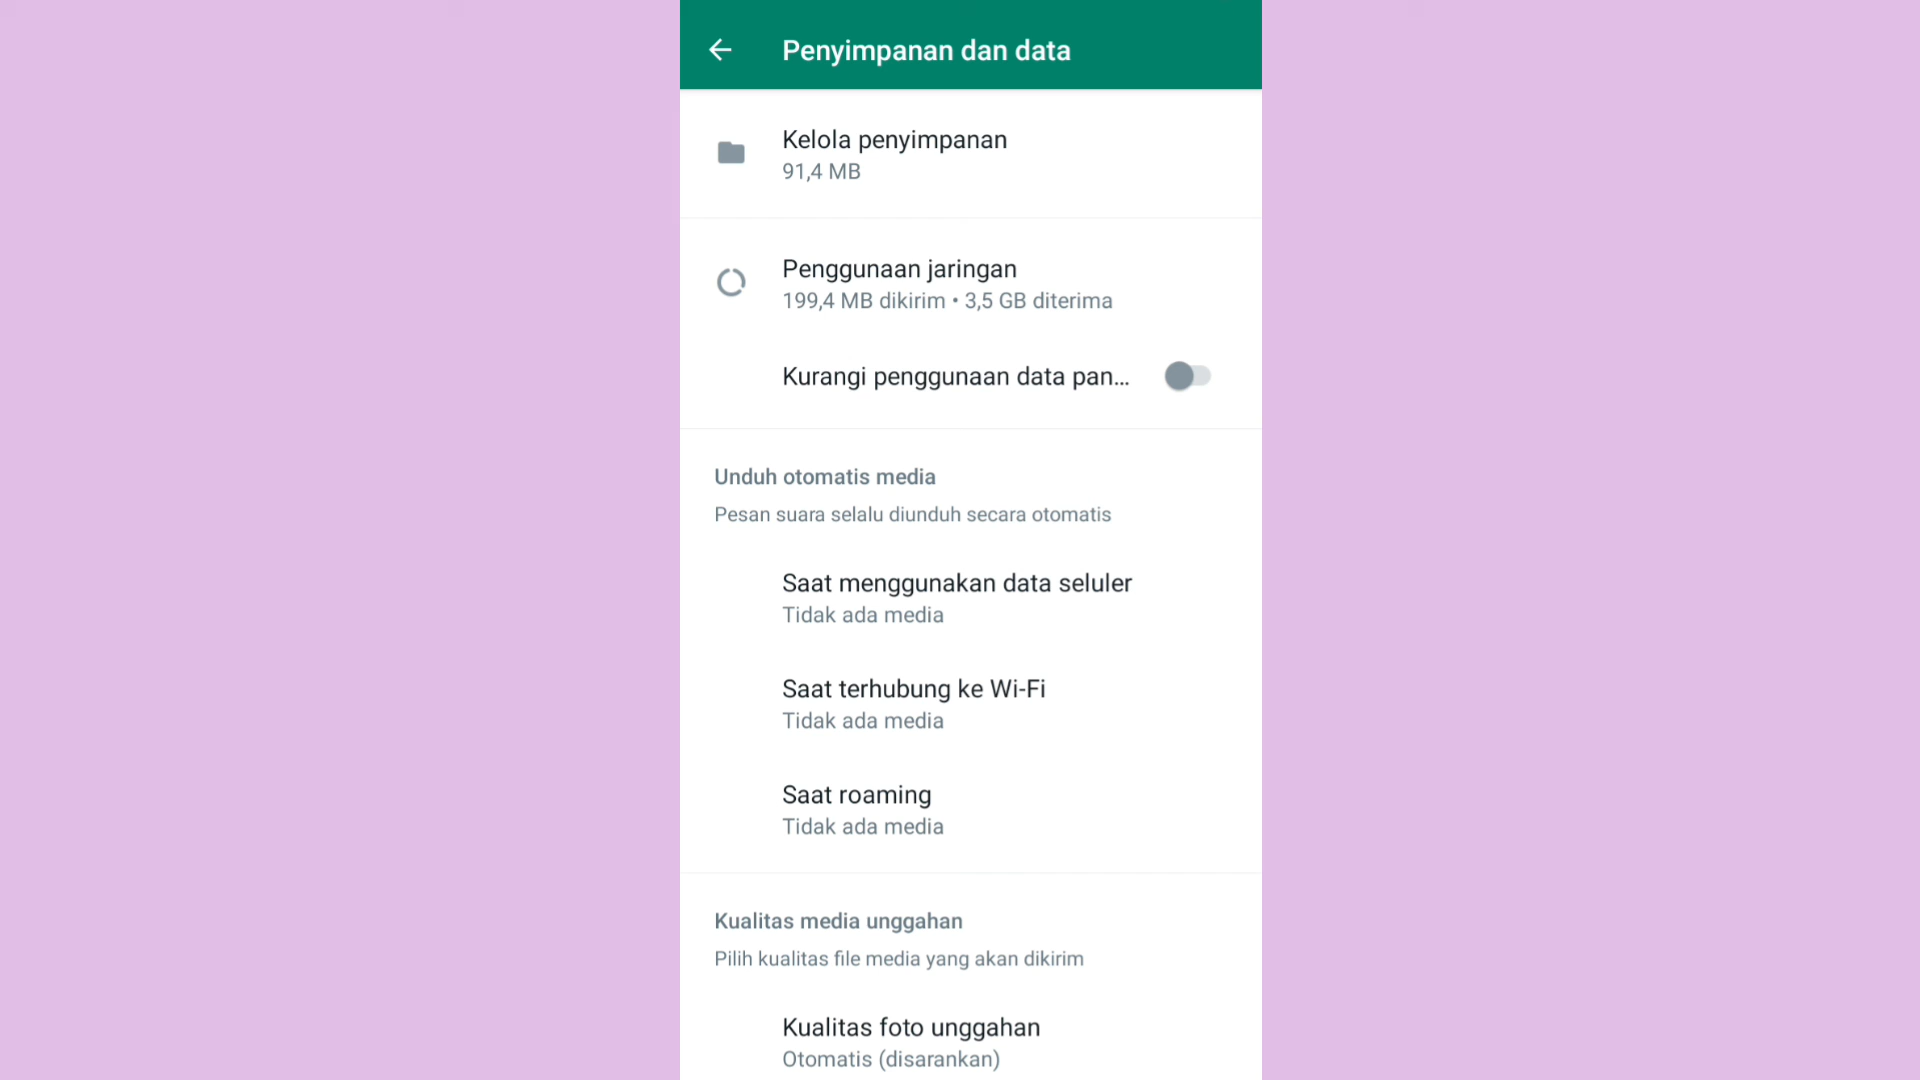 Penyimpanan dan data
Kelola penyimpanan
91,4 MB
Penggunaan jaringan
199,4 MB dikirim • 3,5 GB diterima
Kurangi penggunaan data pan...
Unduh otomatis media
Pesan suara selalu diunduh secara otomatis
Saat menggunakan data seluler
Tidak ada media
Saat terhubung ke Wi-Fi
Tidak ada media
Saat roaming
Tidak ada media
Kualitas media unggahan
Pilih kualitas file media yang akan dikirim
Kualitas foto unggahan
Otomatis (disarankan)